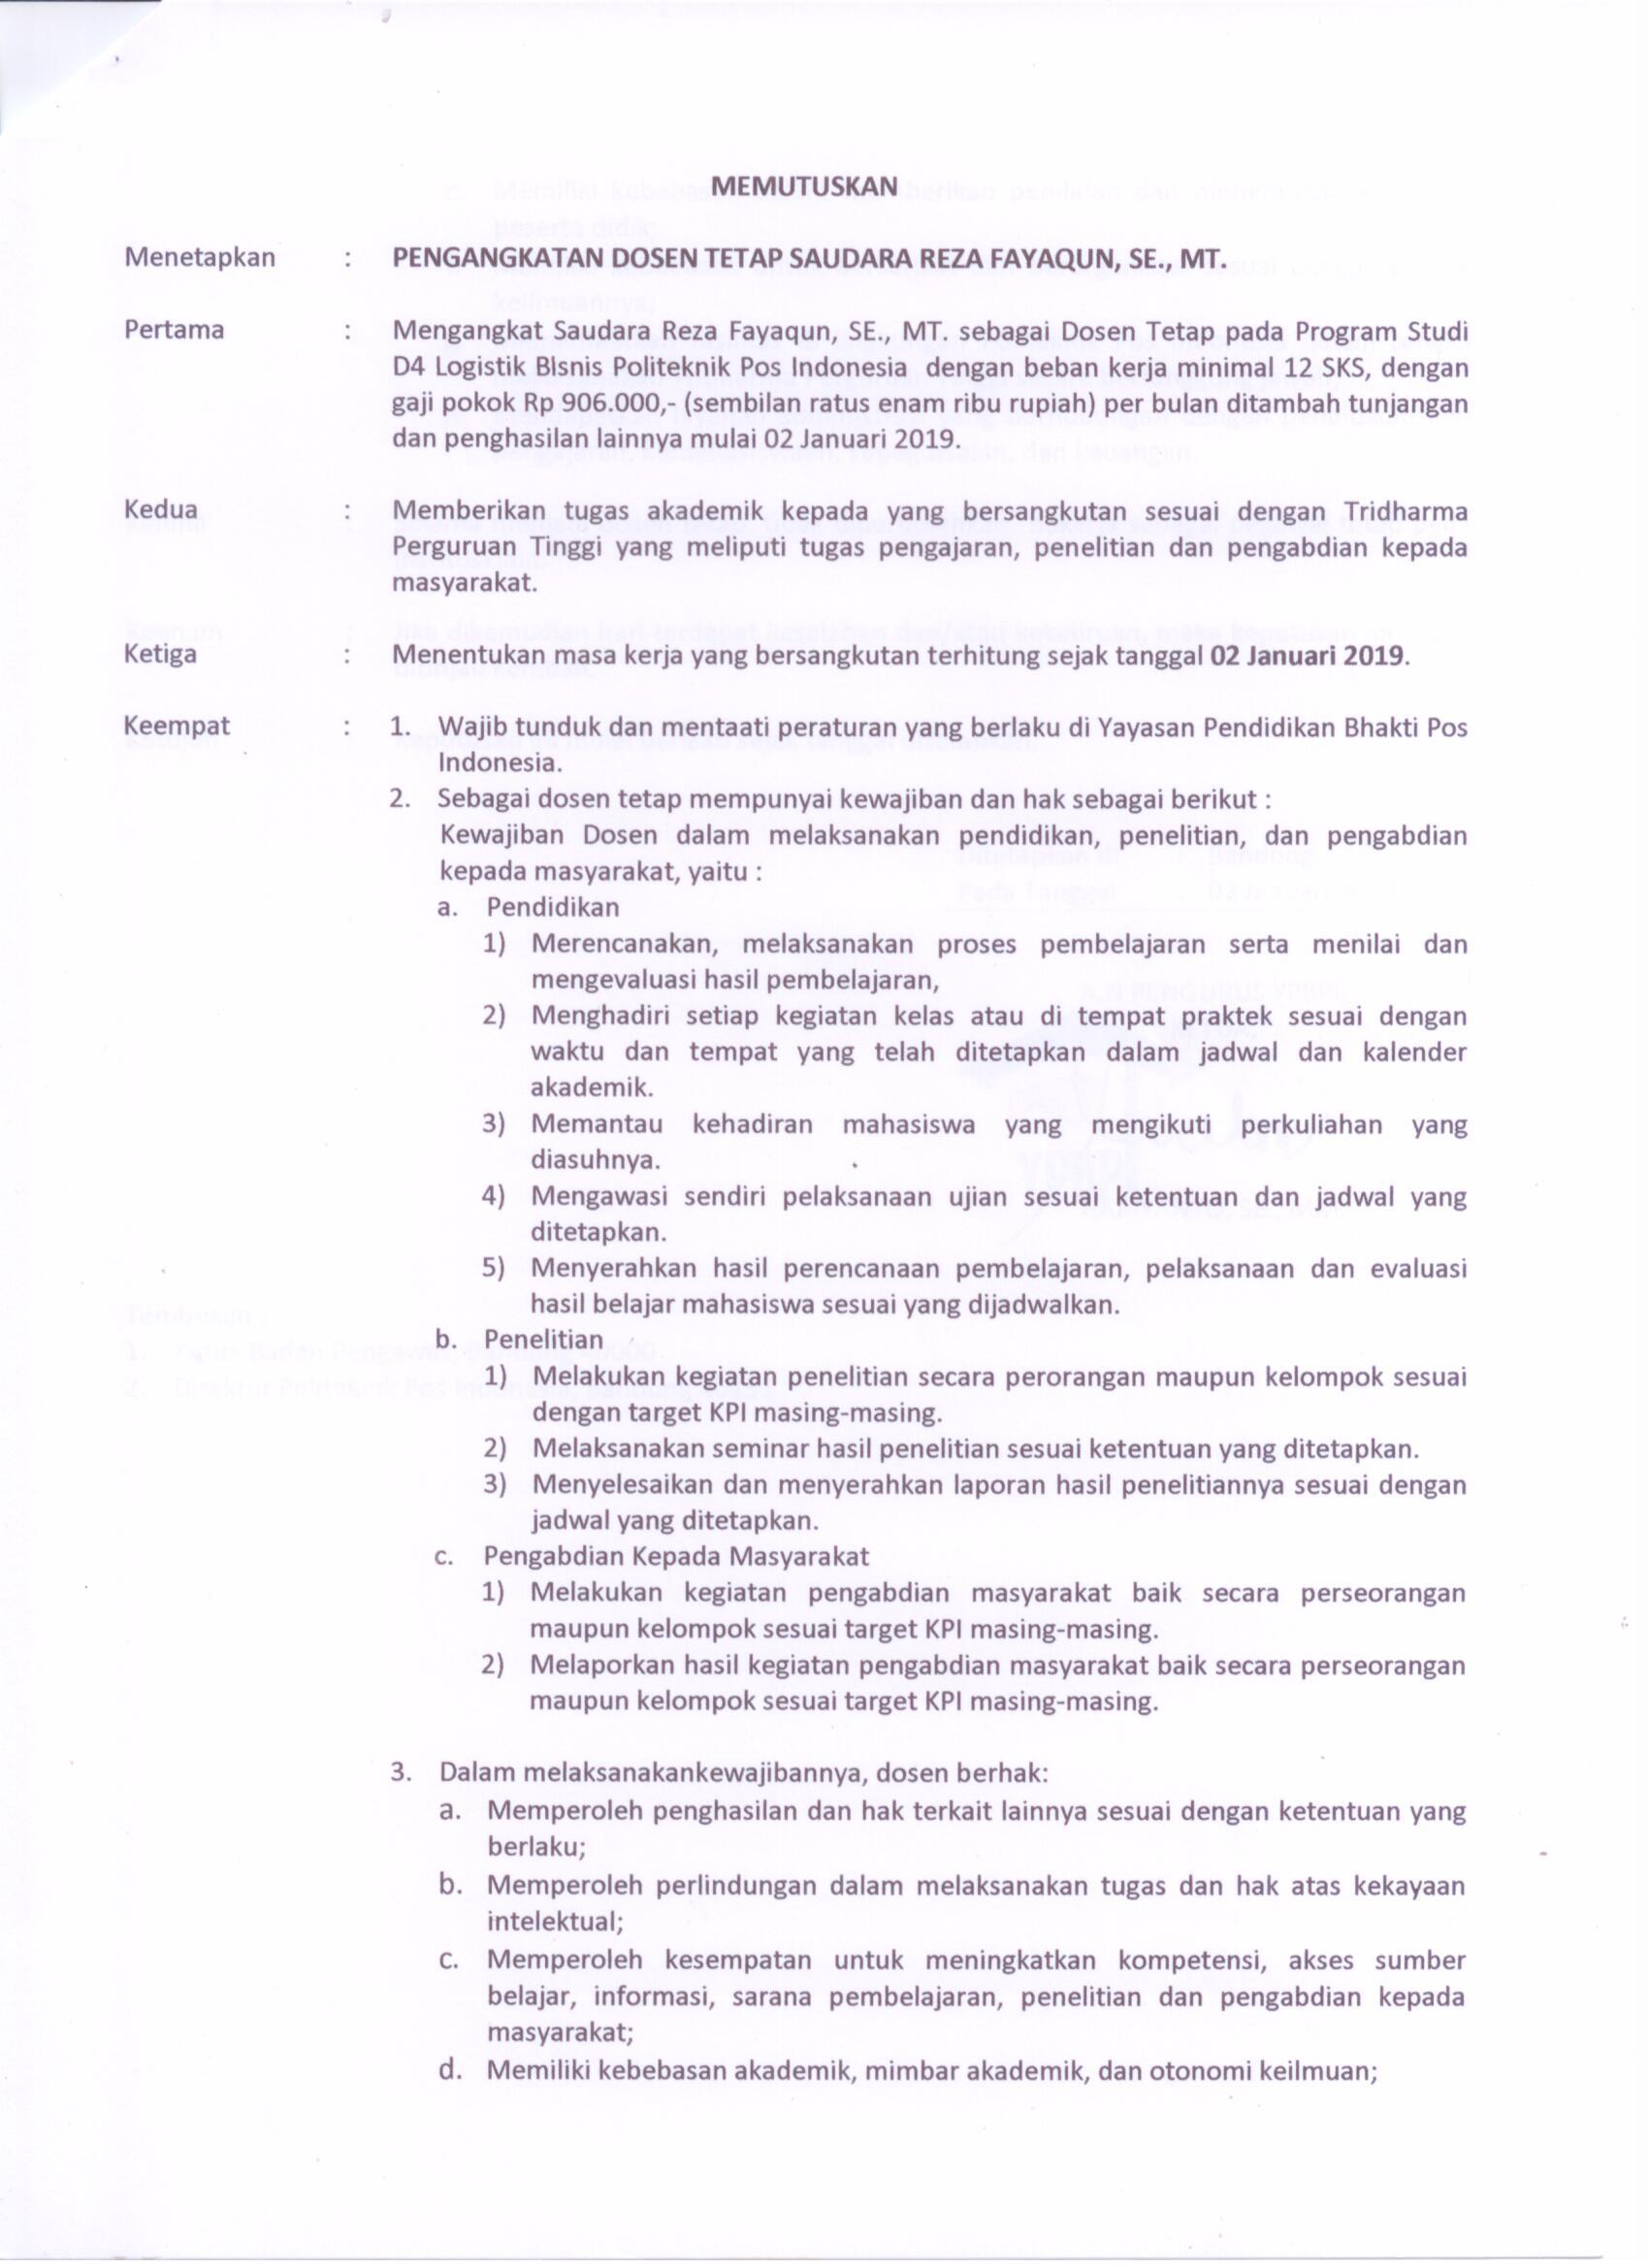 MEMUTUSKAN
Menetapkan : PENGANGKATAN DOSEN TETAP SAUDARA REZA FAYAQUN, SE., MT.
Pertama : Mengangkat Saudara Reza Fayaqun, SE., MT. sebagai Dosen Tetap pada Program Studi
D4 Logistik BIsnis Politeknik Pos Indonesia dengan beban kerja minimal 12 SKS, dengan
gaji pokok Rp 906.000,- (sembilan ratus enam ribu rupiah) per bulan ditambah tunjangan
dan penghasilan lainnya mulai 02 Januari 2019.
Kedua : Memberikan tugas akademik kepada yang bersangkutan sesuai dengan Tridharma
Perguruan Tinggi yang meliputi tugas pengajaran, penelitian dan pengabdian kepada
masyarakat.
Ketiga : Menentukan masa kerja yang bersangkutan terhitung sejak tanggal 02 Januari 2019.
Keempat : 1. Wajib tunduk dan mentaati peraturan yang berlaku di Yayasan Pendidikan Bhakti Pos
Indonesia.
2. Sebagai dosen tetap mempunyai kewajiban dan hak sebagai berikut :
Kewajiban Dosen dalam melaksanakan pendidikan, penelitian, dan pengabdian
kepada masyarakat, yaitu :
a. Pendidikan
1) Merencanakan, melaksanakan proses pembelajaran serta menilai dan
mengevaluasi hasil pembelajaran,
2) Menghadiri setiap kegiatan kelas atau di tempat praktek sesuai dengan
waktu dan tempat yang telah ditetapkan dalam jadwal dan kalender
akademik.
3) Memantau kehadiran mahasiswa yang mengikuti perkuliahan yang
diasuhnya.
4) Mengawasi sendiri pelaksanaan ujian sesuai ketentuan dan jadwal yang
ditetapkan.
5) Menyerahkan hasil perencanaan pembelajaran, pelaksanaan dan evaluasi
hasil belajar mahasiswa sesuai yang dijadwalkan.
b. Penelitian
1) Melakukan kegiatan penelitian secara perorangan maupun kelompok sesuai
dengan target KPI masing-masing.
2) Melaksanakan seminar hasil penelitian sesuai ketentuan yang ditetapkan.
3) Menyelesaikan dan menyerahkan laporan hasil penelitiannya sesuai dengan
jadwal yang ditetapkan.
c. Pengabdian Kepada Masyarakat
1) Melakukan kegiatan pengabdian masyarakat baik secara perseorangan
maupun kelompok sesuai target KPI masing-masing.
2) Melaporkan hasil kegiatan pengabdian masyarakat baik secara perseorangan
maupun kelompok sesuai target KPI masing-masing.
3. Dalam melaksanakankewajibannya, dosen berhak:
a. Memperoleh penghasilan dan hak terkait lainnya sesuai dengan ketentuan yang
berlaku;
b. Memperoleh perlindungan dalam melaksanakan tugas dan hak atas kekayaan
intelektual;
c. Memperoleh kesempatan untuk meningkatkan kompetensi, akses sumber
belajar, informasi, sarana pembelajaran, penelitian dan pengabdian kepada
masyarakat;
d. Memiliki kebebasan akademik, mimbar akademik, dan otonomi keilmuan;